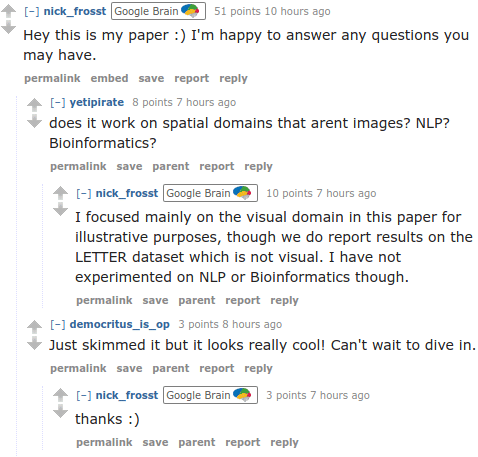 [–] nick_frosst Google Brain 51 points 10 hours ago
Hey this is my paper :) I'm happy to answer any questions you
may have.
permalink embed save report reply
[–] yetipirate 8 points 7 hours ago
does it work on spatial domains that arent images? NLP?
Bioinformatics?
permalink save parent report reply
[–] nick_frosst Google Brain 10 points 7 hours ago
I focused mainly on the visual domain in this paper for
illustrative purposes, though we do report results on the
LETTER dataset which is not visual. I have not
experimented on NLP or Bioinformatics though.
permalink save parent report reply
[–] democritus_is_op 3 points 8 hours ago
Just skimmed it but it looks really cool! Can't wait to dive in.
permalink save parent report reply
[–] nick_frosst Google Brain 3 points 7 hours ago
thanks :)
permalink save parent report reply